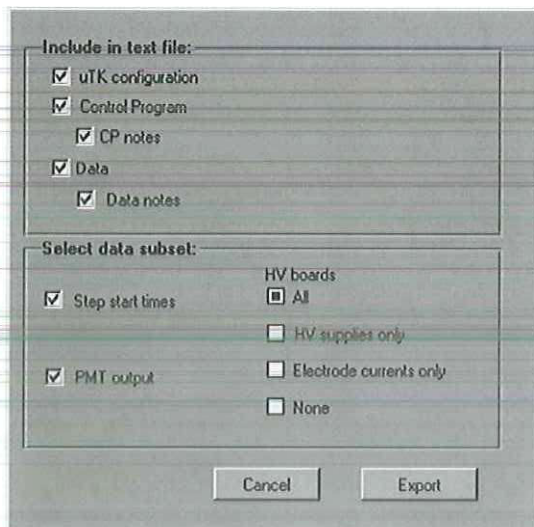 Include in text file:
uTK configuration
Control Program
CP notes
Data
Data notes
Select data subset:
HV boards
Step start times
All
HV supplies only
PMT output
Electrode currents only
None
Cancel
Export